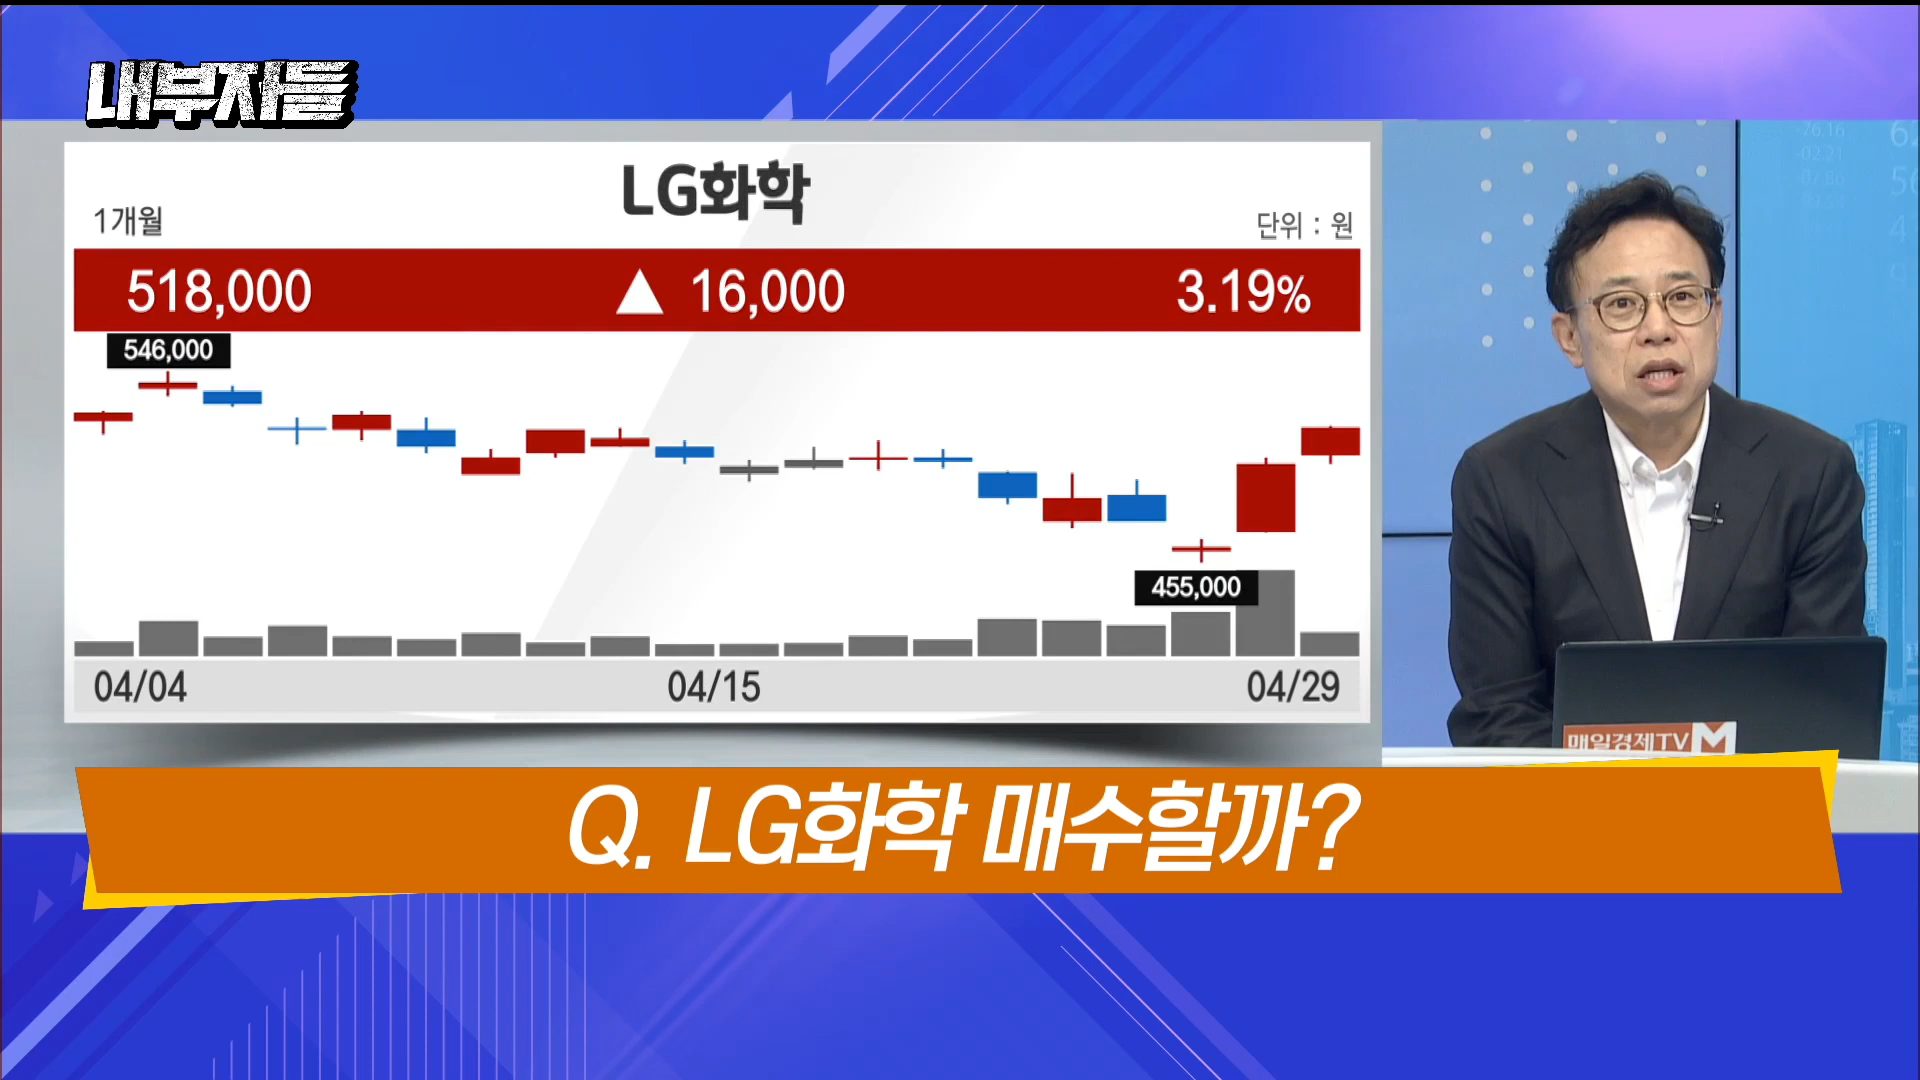 내부자들
LG화학
1개월
단위 : 원
518,000 ▲ 16,000 3.19%
546,000
455,000
04/04 04/15 04/29
매일경제TV M
Q. LG화학 매수할까?